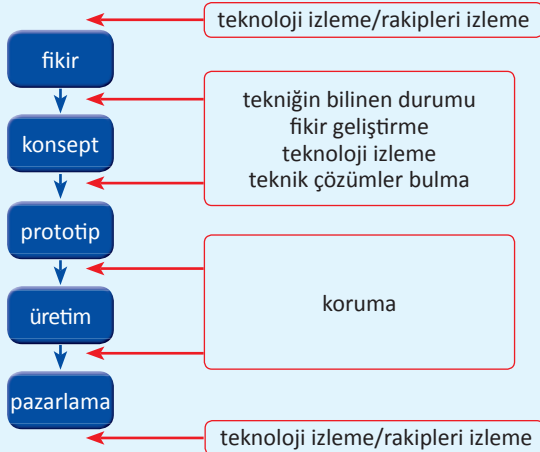 teknoloji izleme/rakipleri izleme
fikir
tekniğin bilinen durumu
fikir geliştirme
teknoloji izleme
teknik çözümler bulma
konsept
prototip
koruma
üretim
pazarlama
teknoloji izleme/rakipleri izleme